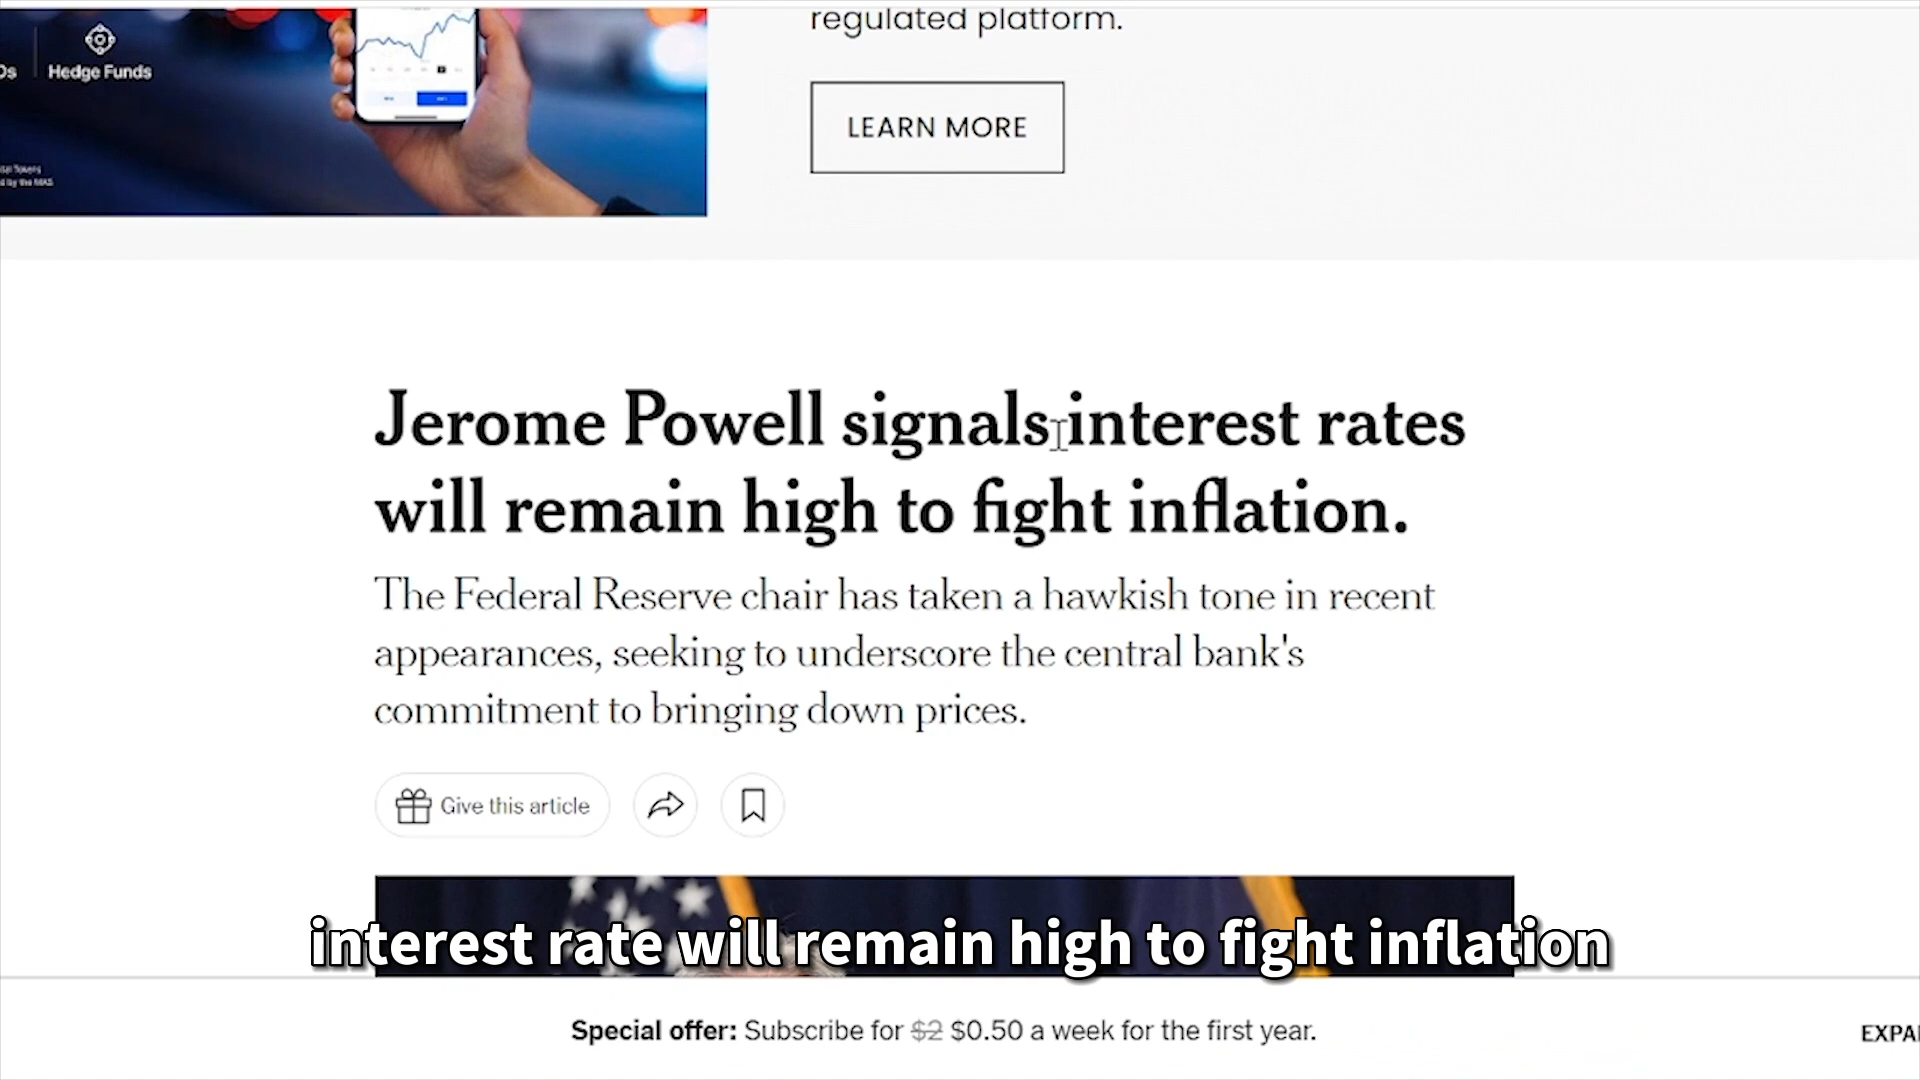 regulated platform.
Hedge Funds
LEARN MORE
Jerome Powell signals interest rates
will remain high to fight inflation.
The Federal Reserve chair has taken a hawkish tone in recent
appearances, seeking to underscore the central bank's
commitment to bringing down prices.
Give this article
interest rate will remain high to fight inflation
Special offer: Subscribe for $2 $0.50 a week for the first year.